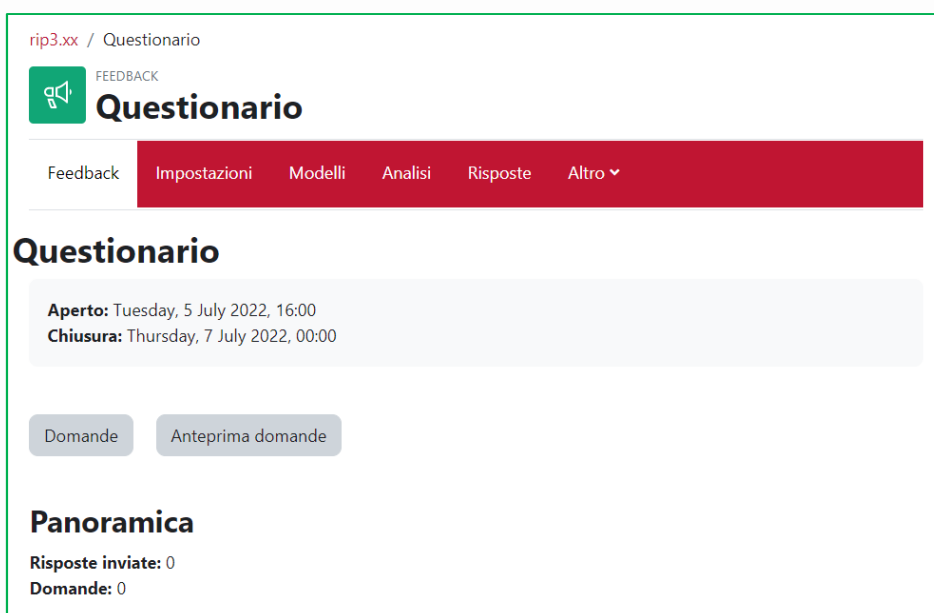 rip3.xx / Questionario
FEEDBACK
Questionario
Feedback Impostazioni Modelli Analisi Risposte Altro
Questionario
Aperto: Tuesday, 5 July 2022, 16:00
Chiusura: Thursday, 7 July 2022, 00:00
Domande Anteprima domande
Panoramica
Risposte inviate: 0
Domande: 0